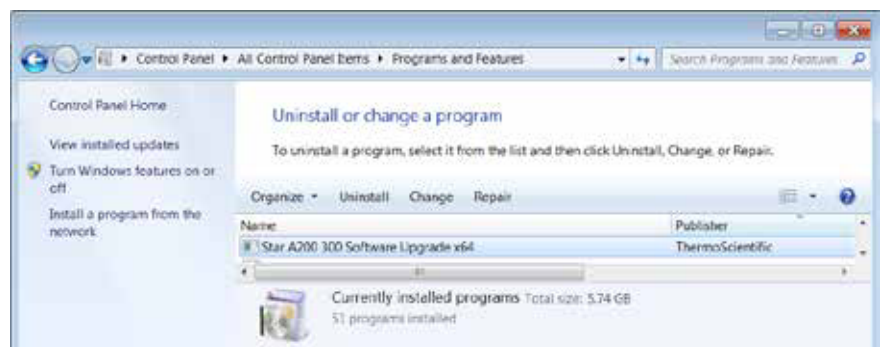 Control Panel ▸ All Control Panel Items ▸ Programs and Features
Search Programs and Features
Control Panel Home
View installed updates
Turn Windows features on or
off
Install a program from the
network
Uninstall or change a program
To uninstall a program, select it from the list and then click Uninstall, Change, or Repair.
Organize Uninstall Change Repair
Name Publisher
Star A200 300 Software Upgrade x64 ThermoScientific
Currently installed programs Total size: 5.74 GB
51 programs installed